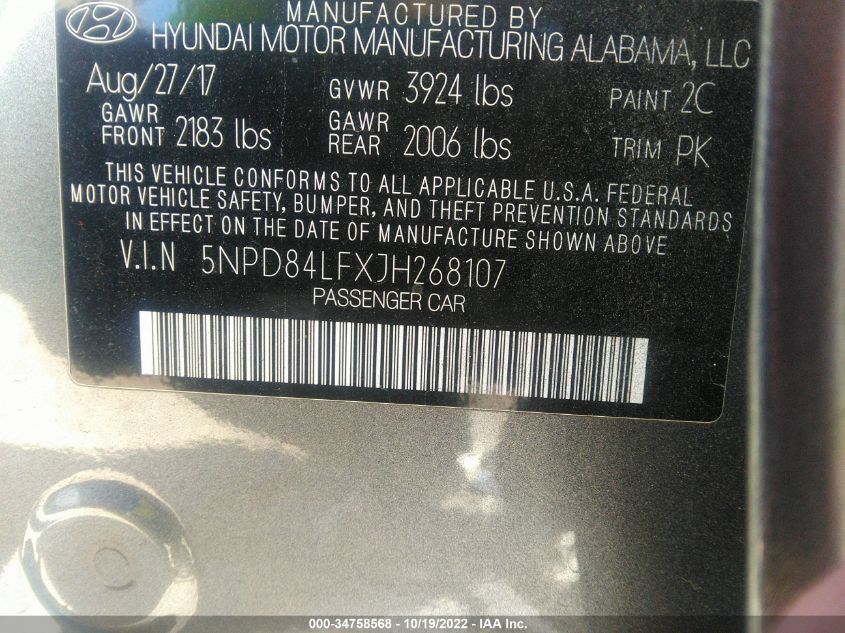 MANUFACTURED BY
HYUNDAI MOTOR MANUFACTURING ALABAMA, LLC
Aug/27/17 GVWR 3924 lbs PAINT 2C
GAWR FRONT 2183 lbs GAWR REAR 2006 lbs TRIM PK
THIS VEHICLE CONFORMS TO ALL APPLICABLE U.S.A. FEDERAL
MOTOR VEHICLE SAFETY, BUMPER, AND THEFT PREVENTION STANDARDS
IN EFFECT ON THE DATE OF MANUFACTURE SHOWN ABOVE.
V.I.N 5NPD84LFXJH268107
PASSENGER CAR
000-34758568 - 10/19/2022 - IAA Inc.